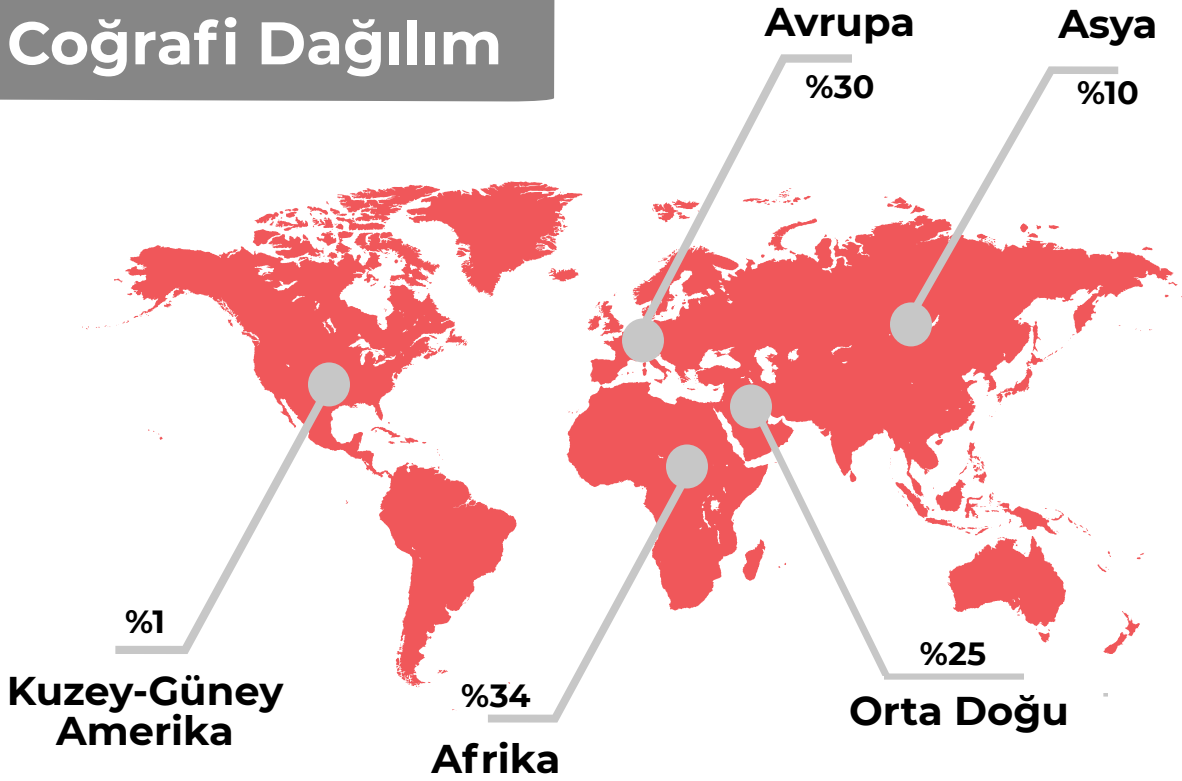 Coğrafi Dağılım
Avrupa
%30
Asya
%10
%1
Kuzey-Güney
Amerika
%34
Afrika
%25
Orta Doğu